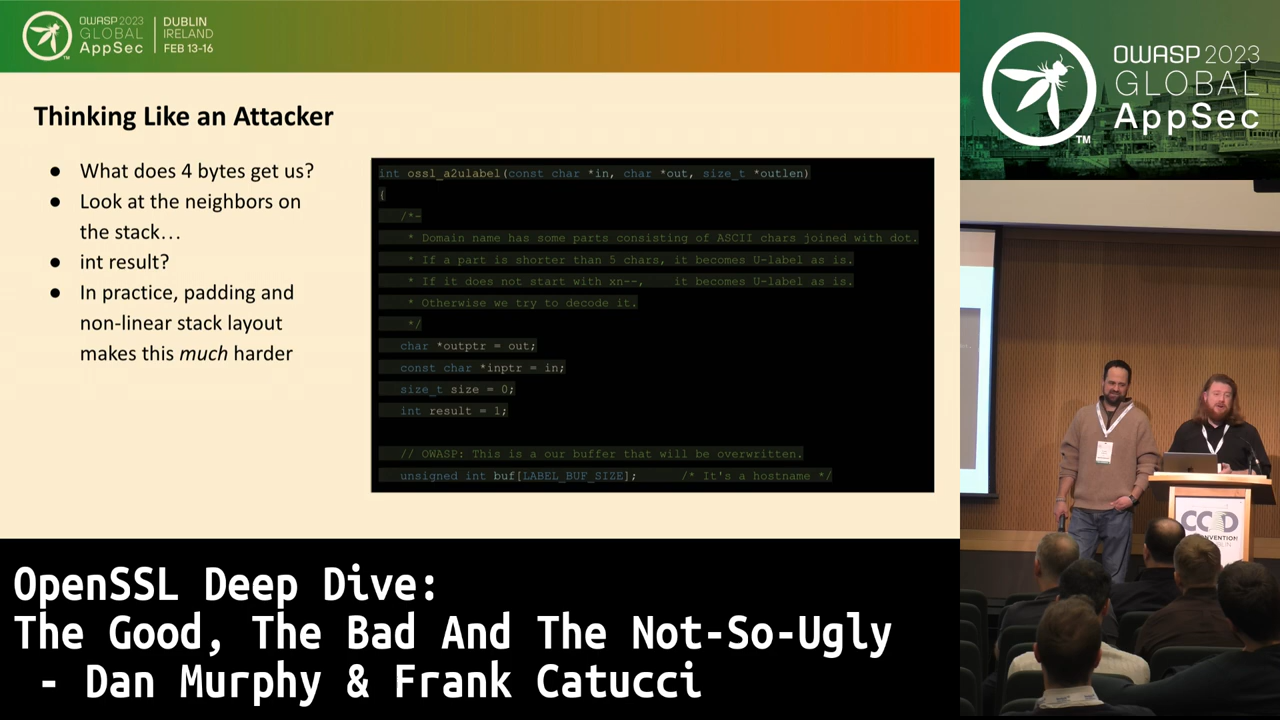 OWASP 2023
GLOBAL
AppSec
DUBLIN
IRELAND
FEB 13-16
TM
Thinking Like an Attacker
● What does 4 bytes get us?
● Look at the neighbors on
the stack…
● int result?
● In practice, padding and
non-linear stack layout
makes this much harder
int ossl_a2ulabel(const char *in, char *out, size_t *outlen)
{
/*-
* Domain name has some parts consisting of ASCII chars joined with dot.
* If a part is shorter than 5 chars, it becomes U-label as is.
* If it does not start with xn--,    it becomes U-label as is.
* Otherwise we try to decode it.
*/
char *outptr = out;
const char *inptr = in;
size_t size = 0;
int result = 1;
// OWASP: This is a our buffer that will be overwritten.
unsigned int buf[LABEL_BUF_SIZE];      /* It's a hostname */
OWASP 2023
GLOBAL
AppSec
TM
OpenSSL Deep Dive:
The Good, The Bad And The Not-So-Ugly
- Dan Murphy & Frank Catucci